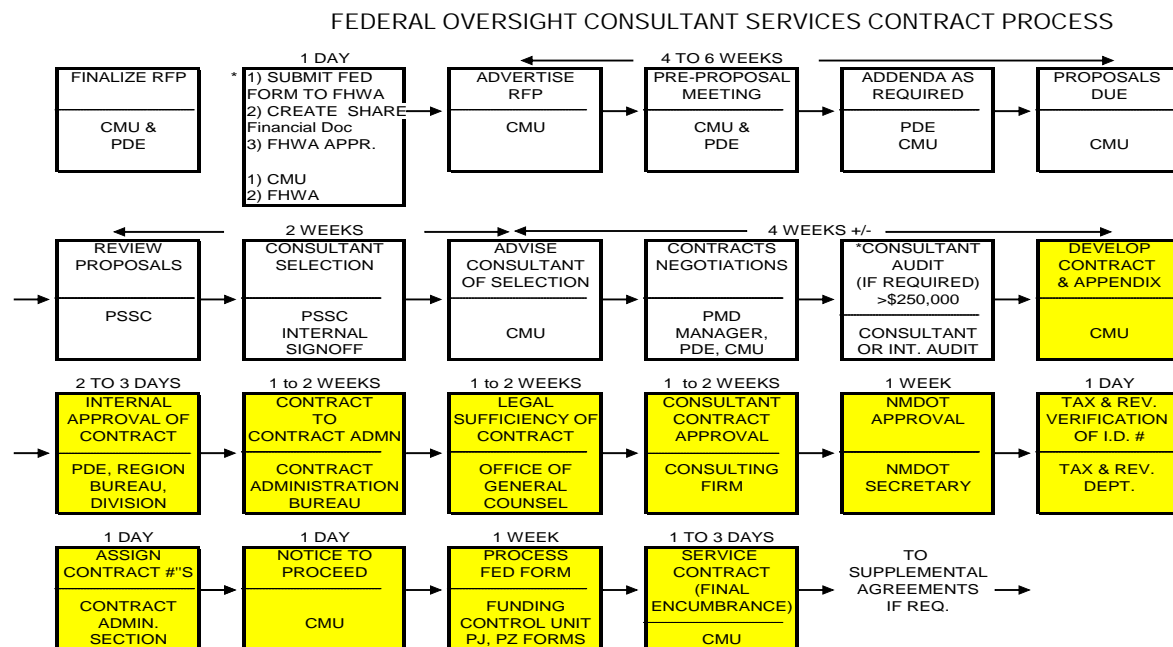 FEDERAL OVERSIGHT CONSULTANT SERVICES CONTRACT PROCESS
1 DAY
4 TO 6 WEEKS
FINALIZE RFP
CMU &
PDE
* 1) SUBMIT FED
FORM TO FHWA
2) CREATE SHARE
Financial Doc
3) FHWA APPR.
1) CMU
2) FHWA
ADVERTISE
RFP
CMU
PRE-PROPOSAL
MEETING
CMU &
PDE
ADDENDA AS
REQUIRED
PDE
CMU
PROPOSALS
DUE
CMU
2 WEEKS
4 WEEKS +/-
REVIEW
PROPOSALS
PSSC
CONSULTANT
SELECTION
PSSC
INTERNAL
SIGNOFF
ADVISE
CONSULTANT
OF SELECTION
CMU
CONTRACTS
NEGOTIATIONS
PMD
MANAGER,
PDE, CMU
*CONSULTANT
AUDIT
(IF REQUIRED)
>$250,000
CONSULTANT
OR INT. AUDIT
DEVELOP
CONTRACT
& APPENDIX
CMU
2 TO 3 DAYS
INTERNAL
APPROVAL OF
CONTRACT
PDE, REGION
BUREAU,
DIVISION
1 to 2 WEEKS
CONTRACT
TO
CONTRACT ADMN
CONTRACT
ADMINISTRATION
BUREAU
1 to 2 WEEKS
LEGAL
SUFFICIENCY OF
CONTRACT
OFFICE OF
GENERAL
COUNSEL
1 to 2 WEEKS
CONSULTANT
CONTRACT
APPROVAL
CONSULTING
FIRM
1 WEEK
NMDOT
APPROVAL
NMDOT
SECRETARY
1 DAY
TAX & REV.
VERIFICATION
OF I.D. #
TAX & REV.
DEPT.
1 DAY
ASSIGN
CONTRACT #"S
CONTRACT
ADMIN.
SECTION
1 DAY
NOTICE TO
PROCEED
CMU
1 WEEK
PROCESS
FED FORM
FUNDING
CONTROL UNIT
PJ, PZ FORMS
1 TO 3 DAYS
SERVICE
CONTRACT
(FINAL
ENCUMBRANCE)
CMU
TO
SUPPLEMENTAL
AGREEMENTS
IF REQ.